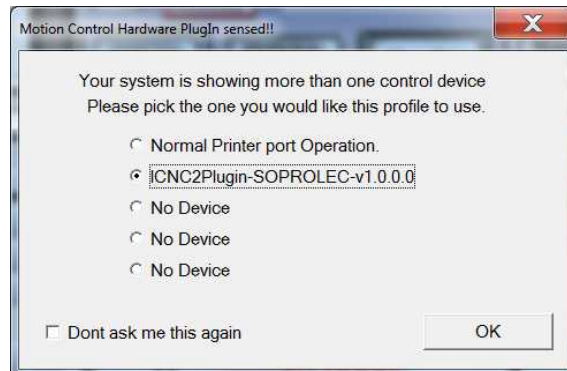 Motion Control Hardware PlugIn sensed!!
Your system is showing more than one control device
Please pick the one you would like this profile to use.
Normal Printer port Operation.
ICNC2Plugin-SOPROLEC-v1.0.0.0
No Device
No Device
No Device
Dont ask me this again
OK